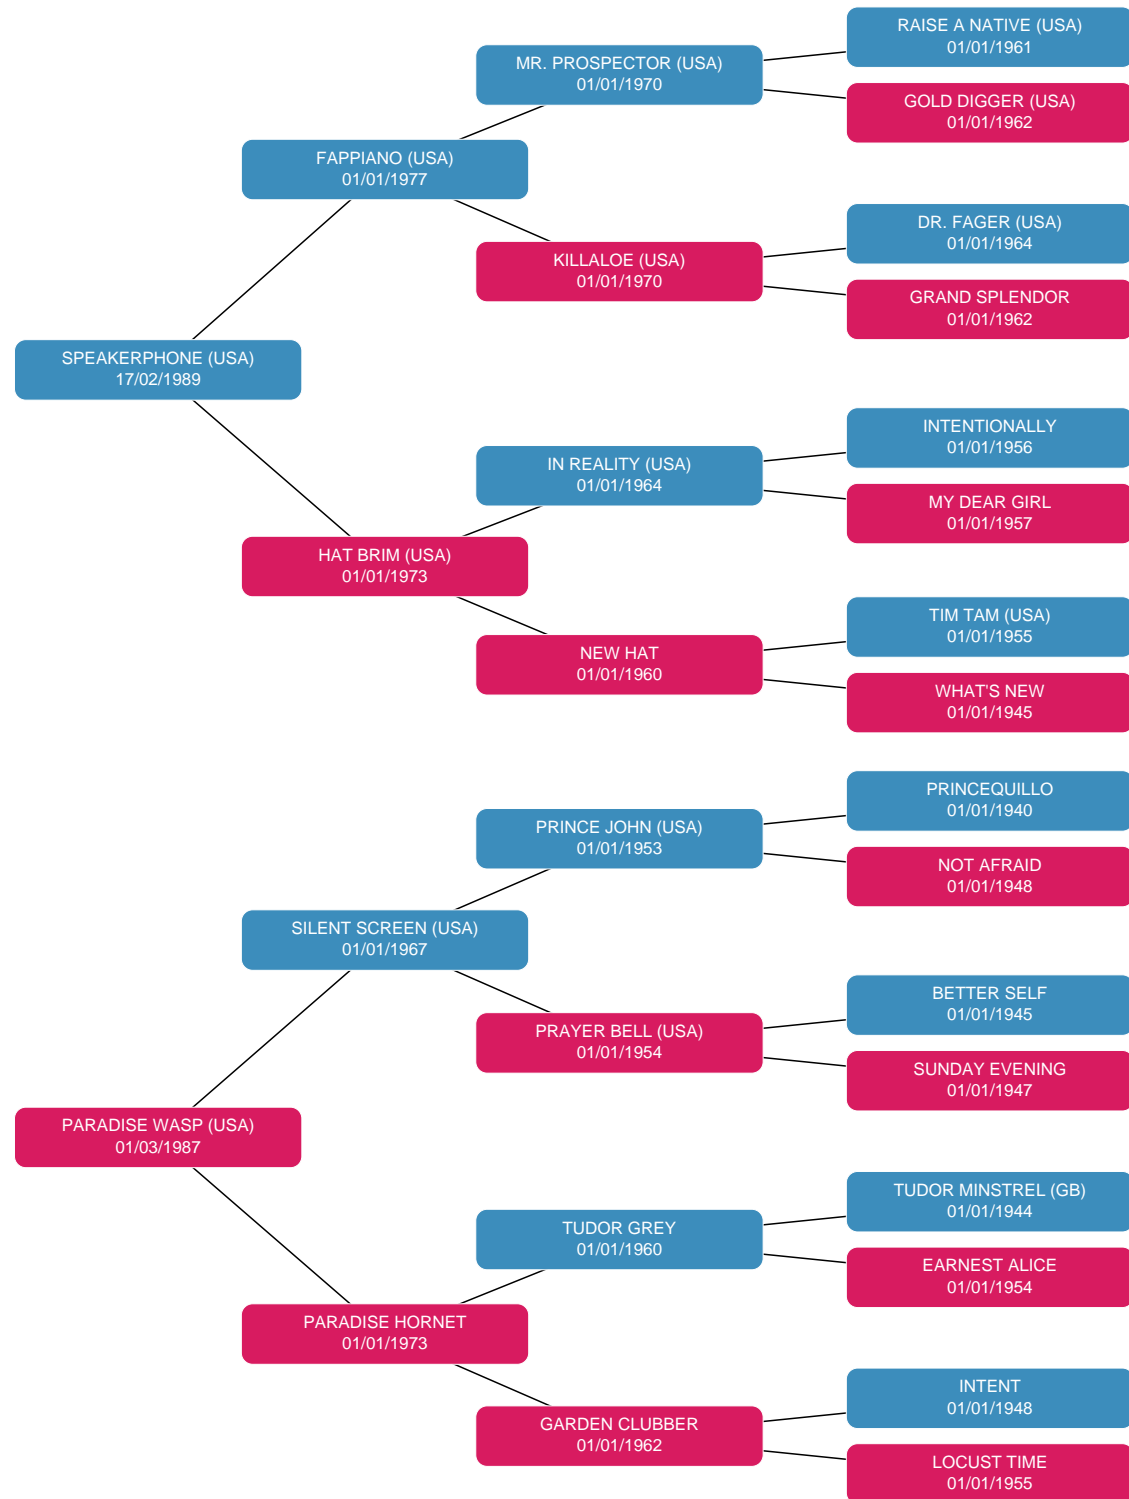 RAISE A NATIVE (USA)
01/01/1961
MR. PROSPECTOR (USA)
01/01/1970
GOLD DIGGER (USA)
01/01/1962
FAPPIANO (USA)
01/01/1977
DR. FAGER (USA)
01/01/1964
KILLALOE (USA)
01/01/1970
GRAND SPLENDOR
01/01/1962
SPEAKERPHONE (USA)
17/02/1989
INTENTIONALLY
01/01/1956
IN REALITY (USA)
01/01/1964
MY DEAR GIRL
01/01/1957
HAT BRIM (USA)
01/01/1973
TIM TAM (USA)
01/01/1955
NEW HAT
01/01/1960
WHAT'S NEW
01/01/1945
PRINCEQUILLO
01/01/1940
PRINCE JOHN (USA)
01/01/1953
NOT AFRAID
01/01/1948
SILENT SCREEN (USA)
01/01/1967
BETTER SELF
01/01/1945
PRAYER BELL (USA)
01/01/1954
SUNDAY EVENING
01/01/1947
PARADISE WASP (USA)
01/03/1987
TUDOR MINSTREL (GB)
01/01/1944
TUDOR GREY
01/01/1960
EARNEST ALICE
01/01/1954
PARADISE HORNET
01/01/1973
INTENT
01/01/1948
GARDEN CLUBBER
01/01/1962
LOCUST TIME
01/01/1955